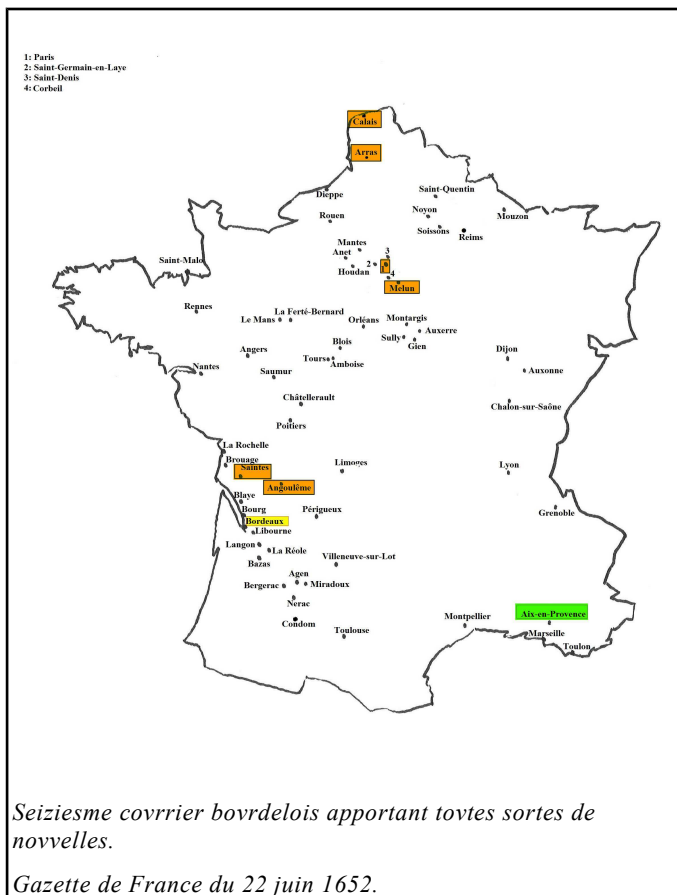 1: Paris
2: Saint-Germain-en-Laye
3: Saint-Denis
4: Corbeil
Calais
Arras
Dieppe
Saint-Quentin
Rouen
Noyon
Mouzon
Soissons
Reims
Mantes
3
Anet
2
1
Saint-Malo
Houdan
4
Melun
Rennes
La Ferté-Bernard
Le Mans
Orléans
Montargis
Auxerre
Sully
Gien
Blois
Angers
Tours
Amboise
Dijon
Nantes
Saumur
Auxonne
Châtellerault
Chalon-sur-Saône
Poitiers
La Rochelle
Brouage
Saintes
Limoges
Lyon
Angoulême
Blaye
Bourg
Périgueux
Grenoble
Bordeaux
Libourne
Langon
La Réole
Bazas
Villeneuve-sur-Lot
Agen
Bergerac
Miradoux
Nerac
Aix-en-Provence
Condom
Montpellier
Toulouse
Marseille
Toulon
Seiziesme covrrier bovrdelois apportant tovtes sortes de
novvelles.
Gazette de France du 22 juin 1652.